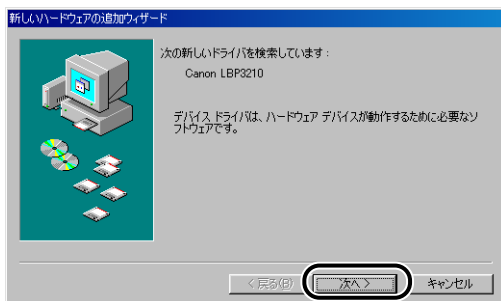 新しいハードウェアの追加ウィザード
次の新しいドライバを検索しています：
Canon LBP3210
デバイス ドライバは、ハードウェア デバイスが動作するために必要なソ
フトウェアです。
< 戻る(B)
次へ >
キャンセル